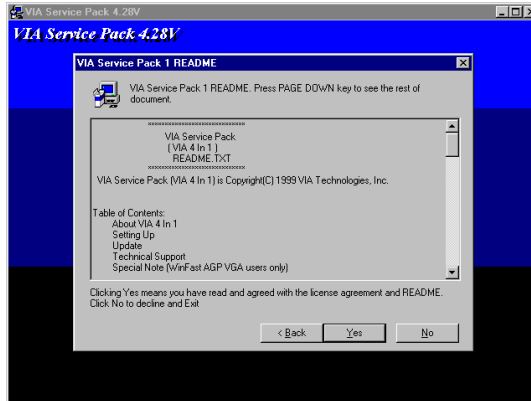 VIA Service Pack 4.28V
VIA Service Pack 4.28V
VIA Service Pack 1 README
VIA Service Pack 1 README. Press PAGE DOWN key to see the rest of
document.
VIA Service Pack
( VIA 4 In 1 )
README.TXT
VIA Service Pack (VIA 4 In 1) is Copyright(C) 1999 VIA Technologies, Inc.
Table of Contents:
About VIA 4 In 1
Setting Up
Update
Technical Support
Special Note (WinFast AGP VGA users only)
Clicking Yes means you have read and agreed with the license agreement and README.
Click No to decline and Exit
< Back Yes No